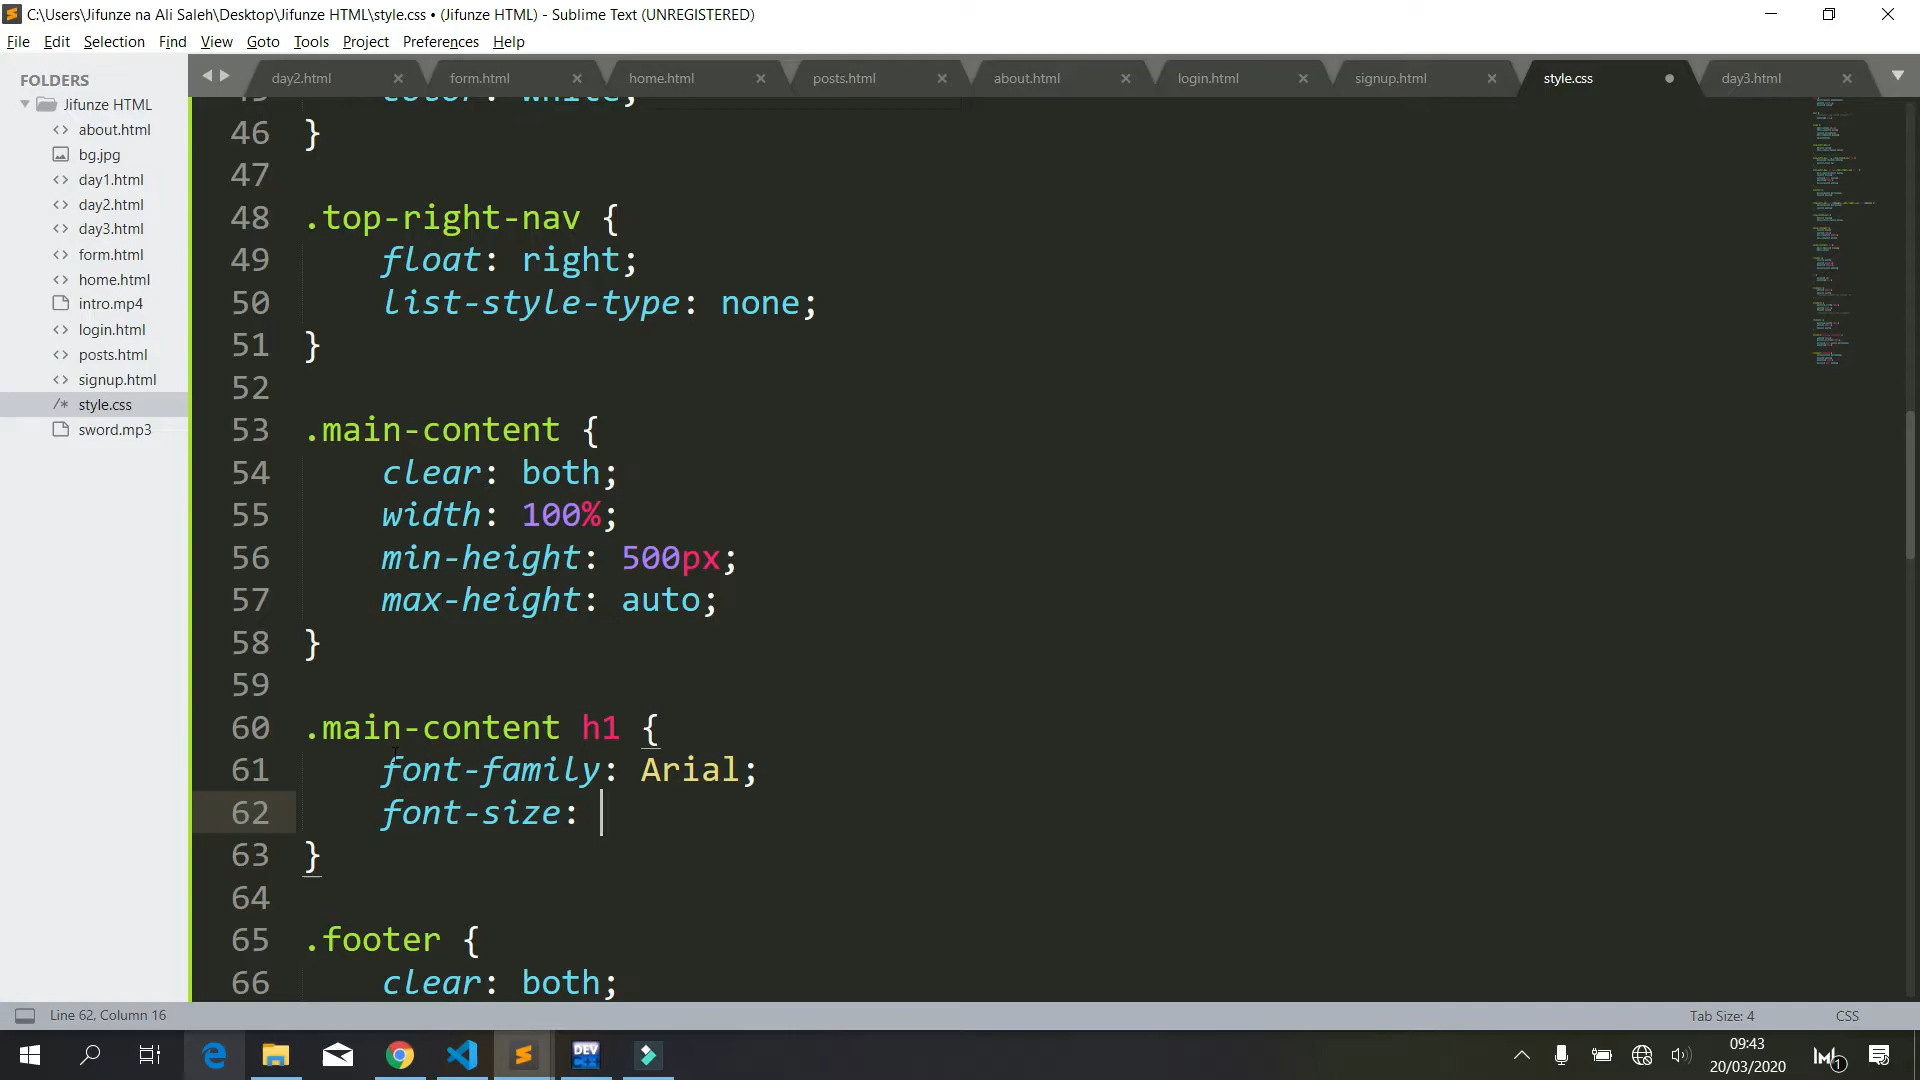 C:\Users\Jifunze na Ali Saleh\Desktop\Jifunze HTML\style.css • (Jifunze HTML) - Sublime Text (UNREGISTERED)
File Edit Selection Find View Goto Tools Project Preferences Help
FOLDERS
Jifunze HTML
about.html
bg.jpg
day1.html
day2.html
day3.html
form.html
home.html
intro.mp4
login.html
posts.html
signup.html
/* style.css
sword.mp3
day2.html form.html home.html posts.html about.html login.html signup.html style.css day3.html
46 }
47
48 .top-right-nav {
49 float: right;
50 list-style-type: none;
51 }
52
53 .main-content {
54 clear: both;
55 width: 100%;
56 min-height: 500px;
57 max-height: auto;
58 }
59
60 .main-content h1 {
61 font-family: Arial;
62 font-size:
63 }
64
65 .footer {
66 clear: both;
Line 62, Column 16 Tab Size: 4 CSS
DEV
09:43
20/03/2020
1